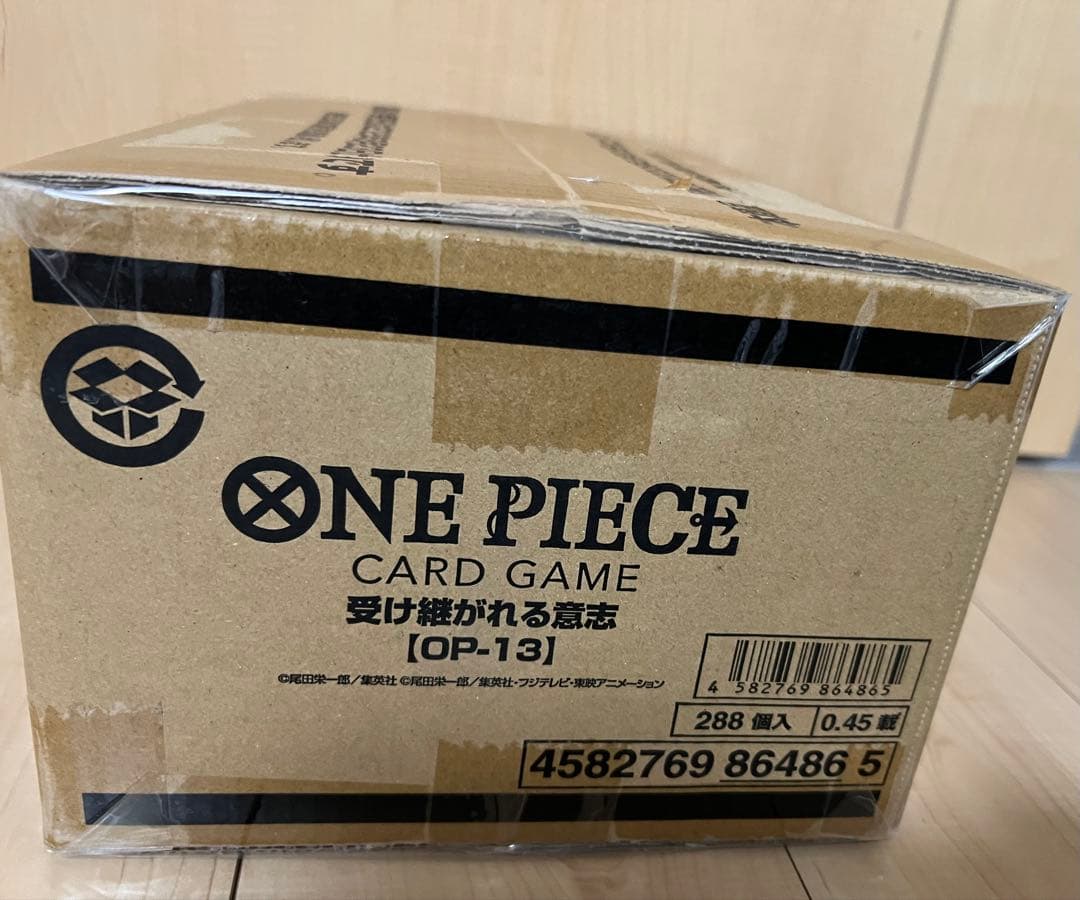 ONE PIECE
CARD GAME
受け継がれる意志
【OP-13】
©尾田栄一郎／集英社 ©尾田栄一郎／集英社・フジテレビ・東映アニメーション
4 582769 864865
288 個入
0.45 載
4582769 86486 5